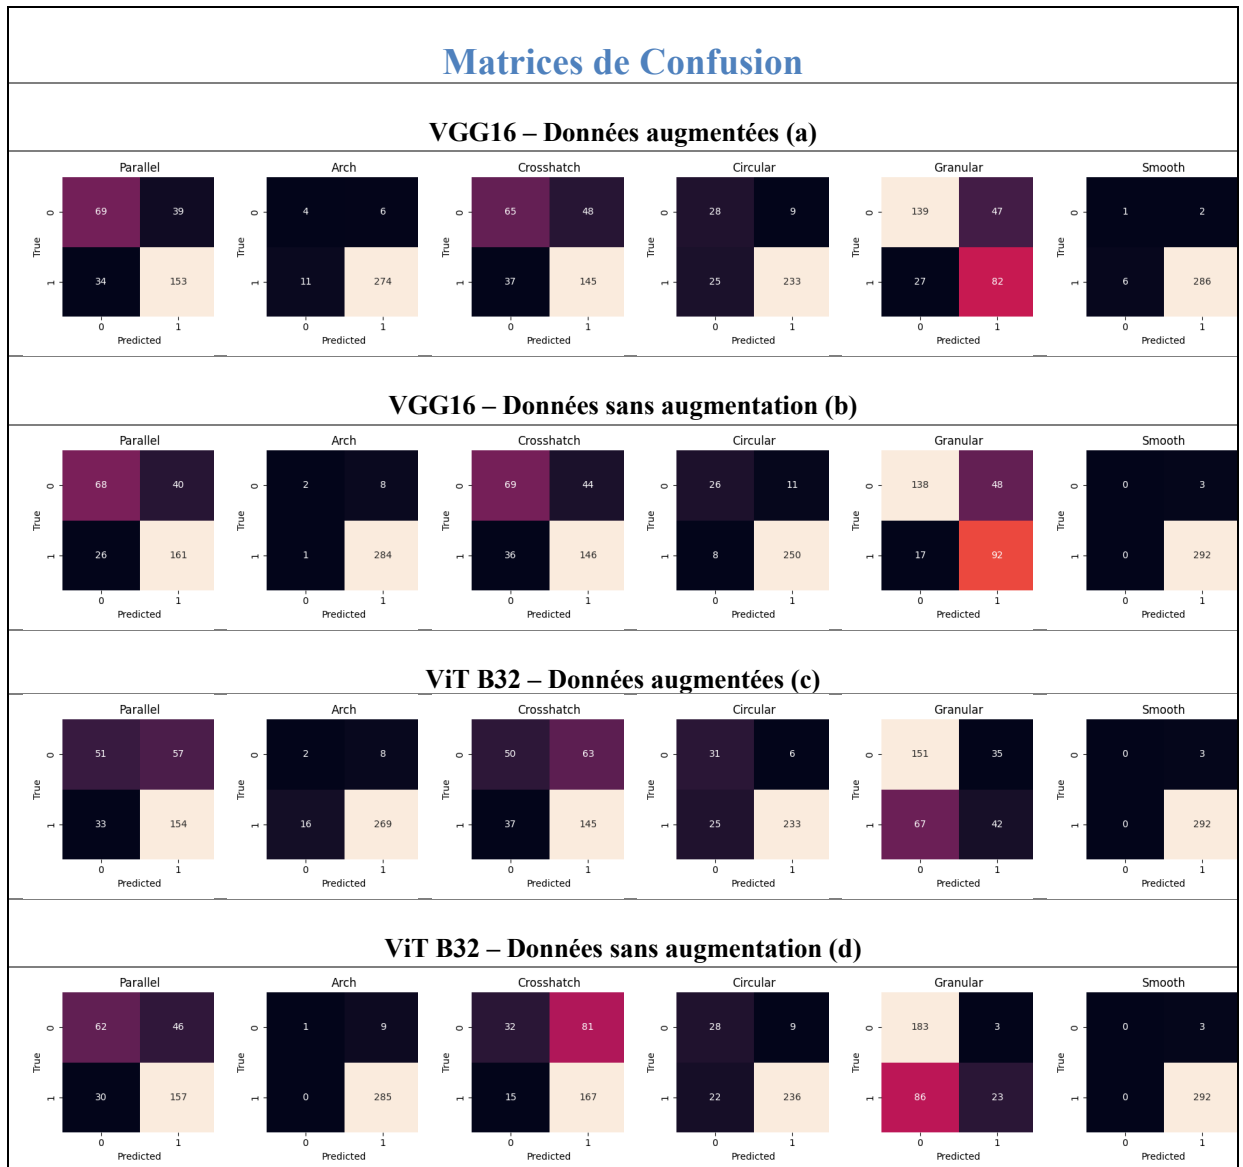 Matrices de Confusion
VGG16 – Données augmentées (a)
Parallel Arch Crosshatch Circular Granular Smooth
0 69 39 0 4 6 0 65 48 0 28 9 0 139 47 0 1 2
True True True True True True
1 34 153 1 11 274 1 37 145 1 25 233 1 27 82 1 6 286
0 1 0 1 0 1 0 1 0 1 0 1
Predicted Predicted Predicted Predicted Predicted Predicted
VGG16 – Données sans augmentation (b)
Parallel Arch Crosshatch Circular Granular Smooth
0 68 40 0 2 8 0 69 44 0 26 11 0 138 48 0 0 3
True True True True True True
1 26 161 1 1 284 1 36 146 1 8 250 1 17 92 1 0 292
0 1 0 1 0 1 0 1 0 1 0 1
Predicted Predicted Predicted Predicted Predicted Predicted
ViT B32 – Données augmentées (c)
Parallel Arch Crosshatch Circular Granular Smooth
0 51 57 0 2 8 0 50 63 0 31 6 0 151 35 0 0 3
True True True True True True
1 33 154 1 16 269 1 37 145 1 25 233 1 67 42 1 0 292
0 1 0 1 0 1 0 1 0 1 0 1
Predicted Predicted Predicted Predicted Predicted Predicted
ViT B32 – Données sans augmentation (d)
Parallel Arch Crosshatch Circular Granular Smooth
0 62 46 0 1 9 0 32 81 0 28 9 0 183 3 0 0 3
True True True True True True
1 30 157 1 0 285 1 15 167 1 22 236 1 86 23 1 0 292
0 1 0 1 0 1 0 1 0 1 0 1
Predicted Predicted Predicted Predicted Predicted Predicted